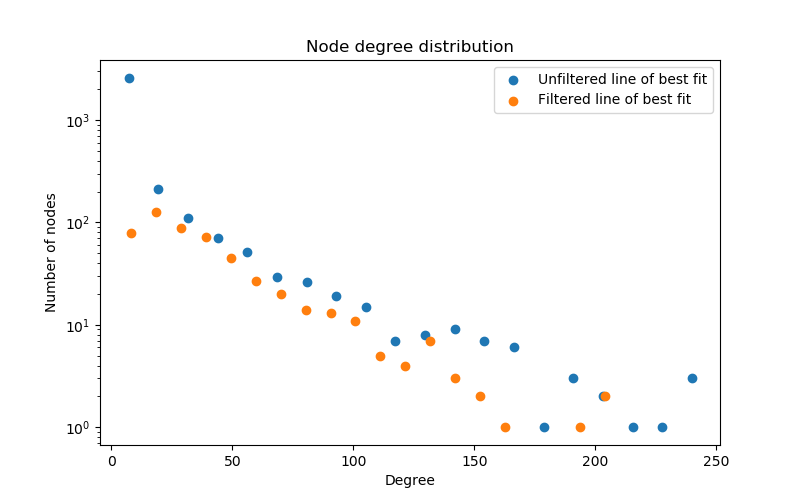 Node degree distribution
Unfiltered line of best fit
Filtered line of best fit
Number of nodes
10³
10²
10¹
10⁰
0 50 100 150 200 250
Degree